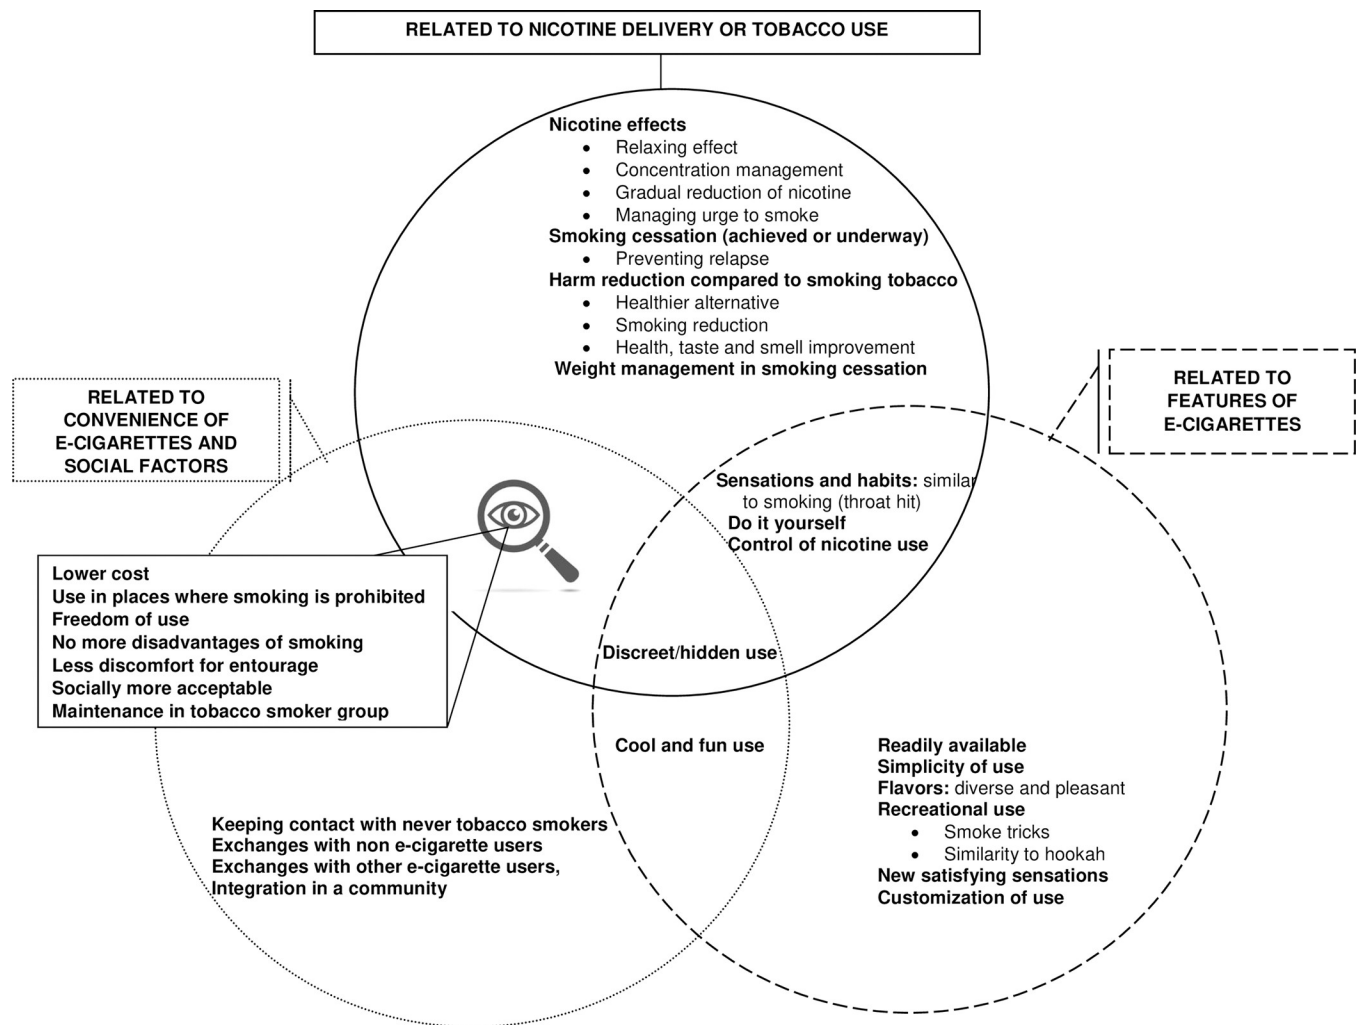 RELATED TO NICOTINE DELIVERY OR TOBACCO USE
Nicotine effects
• Relaxing effect
• Concentration management
• Gradual reduction of nicotine
• Managing urge to smoke
Smoking cessation (achieved or underway)
• Preventing relapse
Harm reduction compared to smoking tobacco
• Healthier alternative
• Smoking reduction
• Health, taste and smell improvement
Weight management in smoking cessation
RELATED TO
CONVENIENCE OF
E-CIGARETTES AND
SOCIAL FACTORS
RELATED TO
FEATURES OF
E-CIGARETTES
Sensations and habits: similar
to smoking (throat hit)
Do it yourself
Control of nicotine use
Lower cost
Use in places where smoking is prohibited
Freedom of use
No more disadvantages of smoking
Less discomfort for entourage
Socially more acceptable
Maintenance in tobacco smoker group
Discreet/hidden use
Cool and fun use
Readily available
Simplicity of use
Flavors: diverse and pleasant
Recreational use
• Smoke tricks
• Similarity to hookah
New satisfying sensations
Customization of use
Keeping contact with never tobacco smokers
Exchanges with non e-cigarette users
Exchanges with other e-cigarette users,
Integration in a community